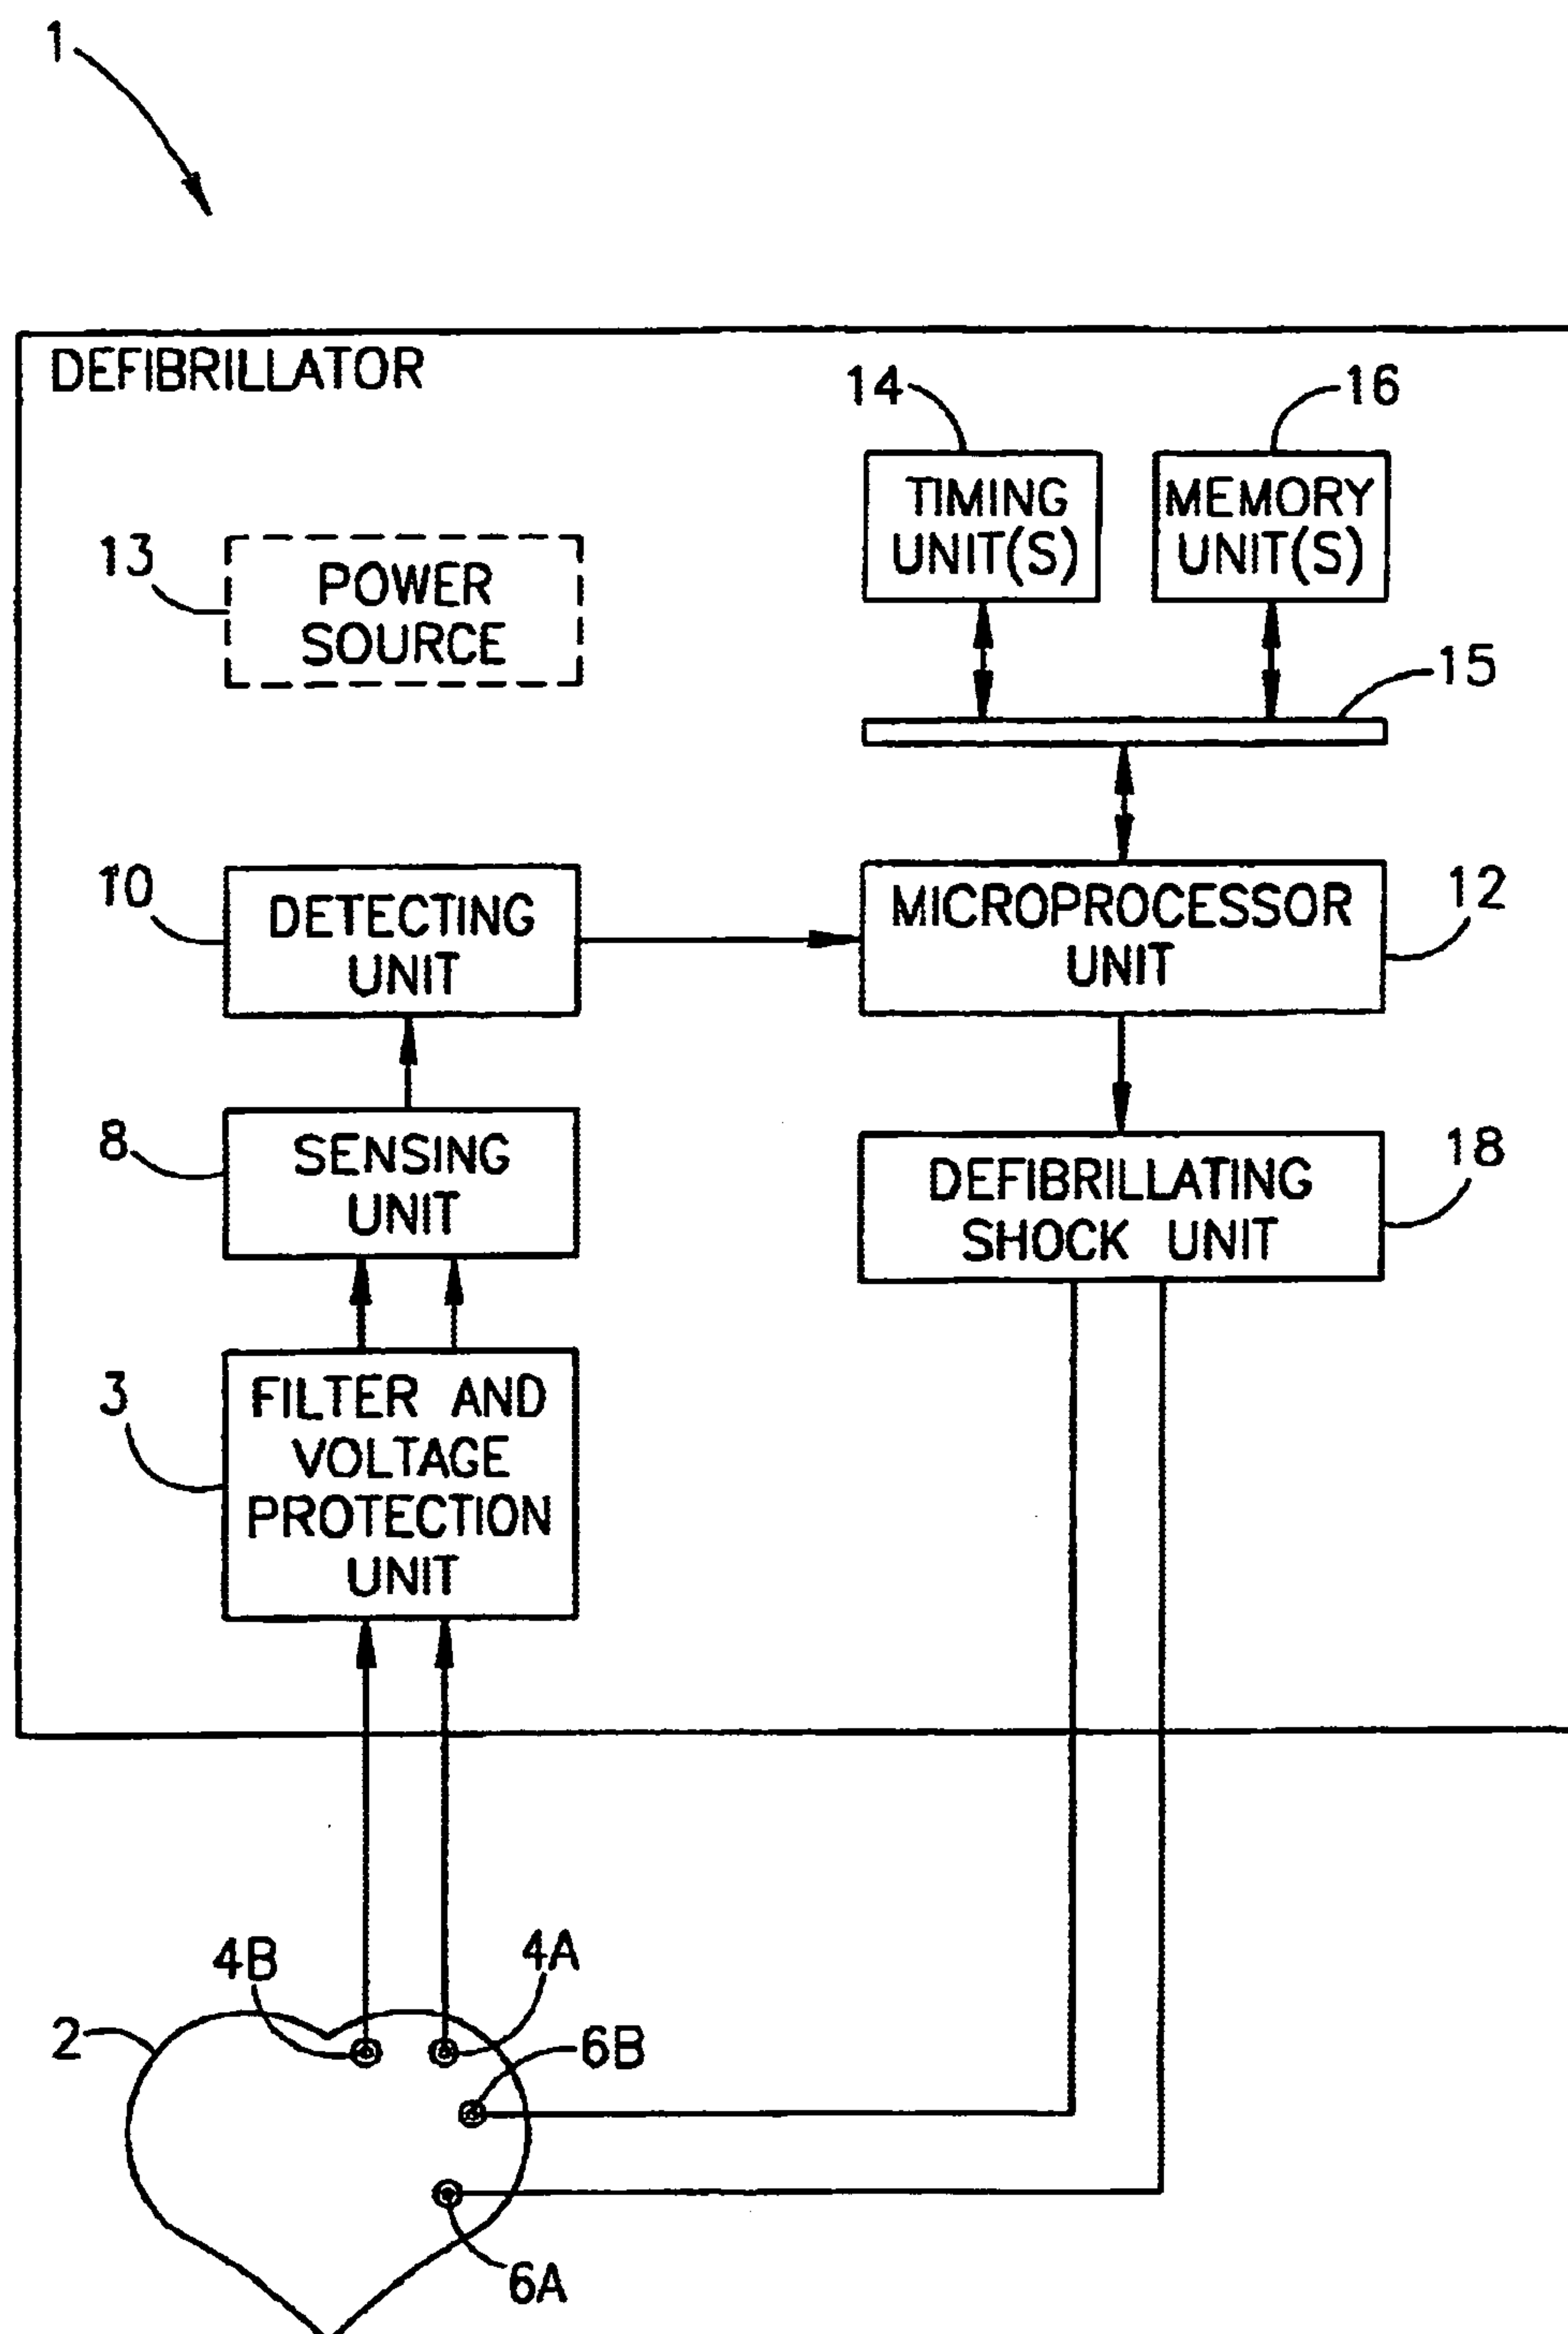 1
DEFIBRILLATOR
14
16
TIMING
UNIT(S)
MEMORY
UNIT(S)
13
POWER
SOURCE
15
10
DETECTING
UNIT
MICROPROCESSOR
UNIT
12
8
SENSING
UNIT
DEFIBRILLATING
SHOCK UNIT
18
3
FILTER AND
VOLTAGE
PROTECTION
UNIT
4B
4A
2
6B
6A